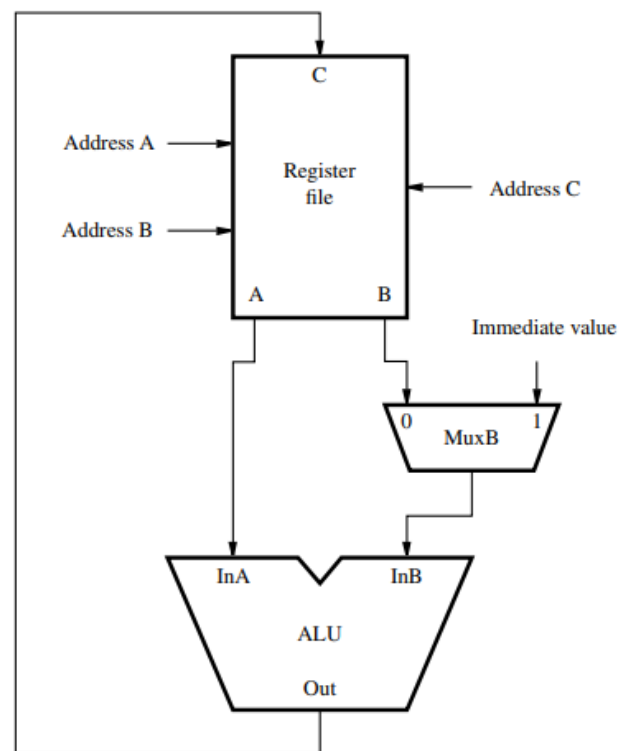 C
Address A
Register
file
Address C
Address B
A
B
Immediate value
0
1
MuxB
InA
InB
ALU
Out